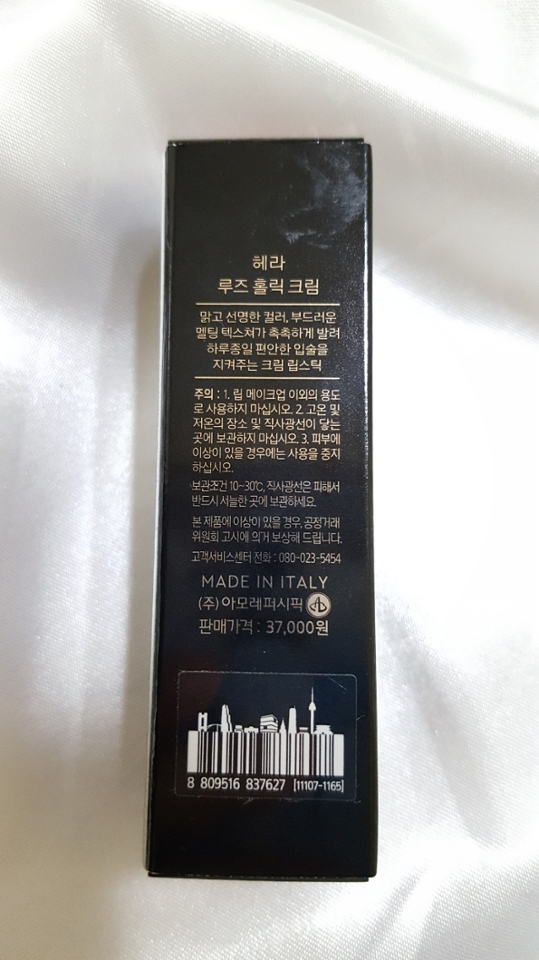 헤라
루즈 홀릭 크림
맑고 선명한 컬러, 부드러운
멜팅 텍스쳐가 촉촉하게 발려
하루종일 편안한 입술을
지켜주는 크림 립스틱
주의 : 1. 립 메이크업 이외의 용도
로 사용하지 마십시오. 2. 고온 및
저온의 장소 및 직사광선이 닿는
곳에 보관하지 마십시오. 3. 피부에
이상이 있을 경우에는 사용을 중지
하십시오.
보관조건 10~30℃, 직사광선은 피해서
반드시 서늘한 곳에 보관하세요.
본 제품에 이상이 있을 경우, 공정거래
위원회 고시에 의거 보상해 드립니다.
고객서비스센터 전화 : 080-023-5454
MADE IN ITALY
(주) 아모레퍼시픽
판매가격 : 37,000원
8 809516 837627 [11107-1165]